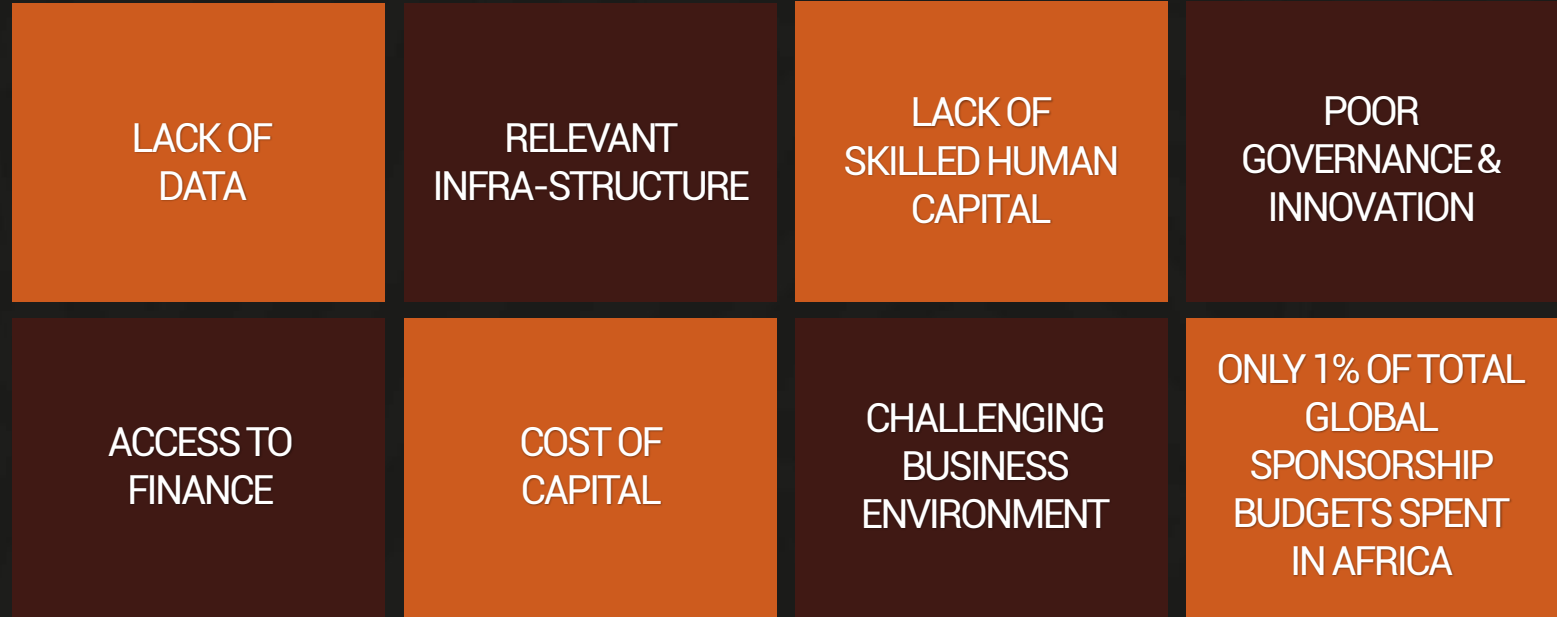 LACK OF
DATA
RELEVANT
INFRA-STRUCTURE
LACK OF
SKILLED HUMAN
CAPITAL
POOR
GOVERNANCE &
INNOVATION
ACCESS TO
FINANCE
COST OF
CAPITAL
CHALLENGING
BUSINESS
ENVIRONMENT
ONLY 1% OF TOTAL
GLOBAL
SPONSORSHIP
BUDGETS SPENT
IN AFRICA